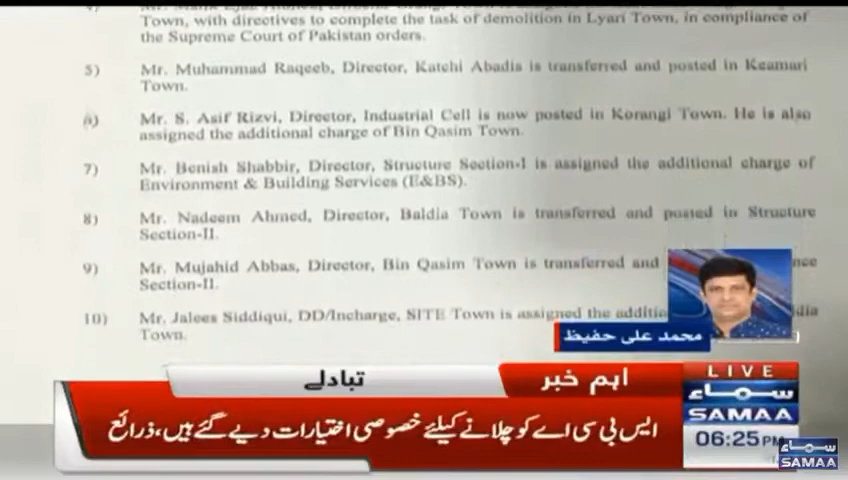 Town, with directives to complete the task of demolition in Lyari Town, in compliance of
the Supreme Court of Pakistan orders.
5) Mr. Muhammad Raqeeb, Director, Katchi Abadis is transferred and posted in Keamari
Town.
6) Mr. S. Asif Rizvi, Director, Industrial Cell is now posted in Korangi Town. He is also
assigned the additional charge of Bin Qasim Town.
7) Mr. Benish Shabbir, Director, Structure Section-I is assigned the additional charge of
Environment & Building Services (E&BS).
8) Mr. Nadeem Ahmed, Director, Baldia Town is transferred and posted in Structure
Section-II.
9) Mr. Mujahid Abbas, Director, Bin Qasim Town is transferred and
Section-II.
10) Mr. Jalees Siddiqui, DD/Incharge, SITE Town is assigned the
Town.
محمد علی حفیظ
تبادلے
اہم خبر
ایس بی سی اے کو چلانے کیلئے خصوصی اختیارات دیے گئے ہیں، ذرائع
LIVE
سماء
SAMAA
06:25 PM
سماء
SAMAA